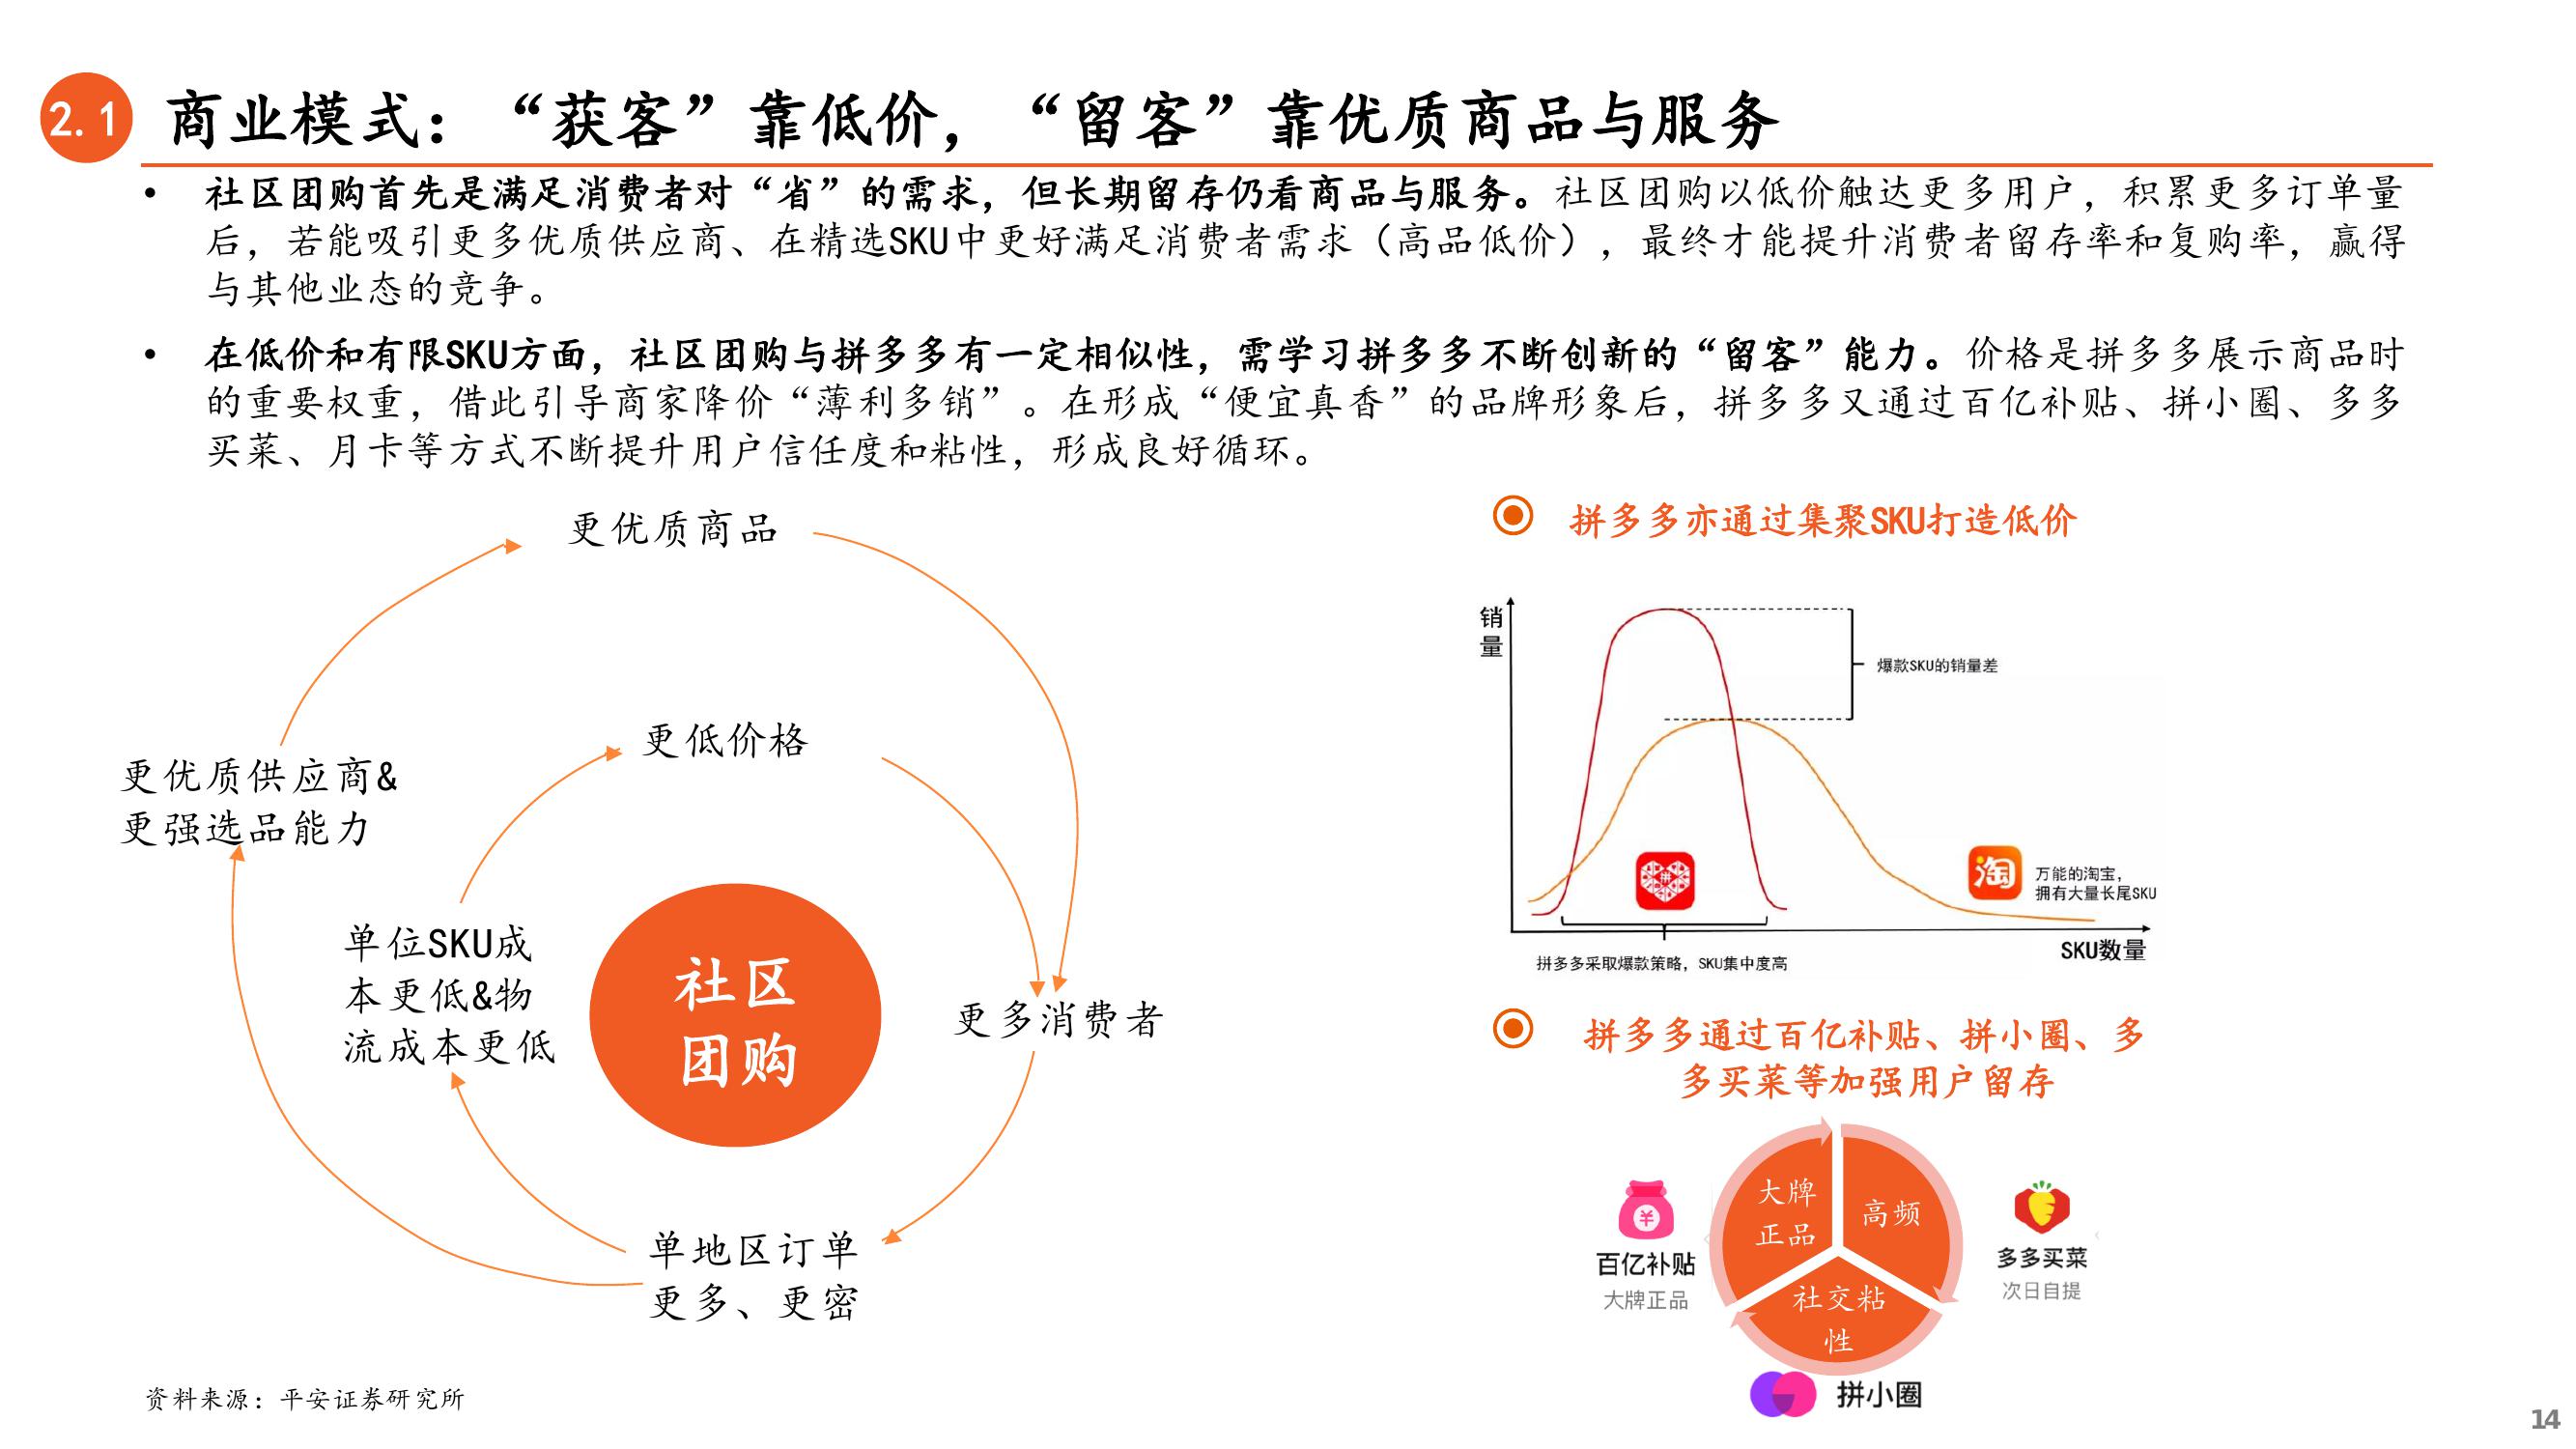 2.1
商业模式：“获客”靠低价，“留客”靠优质商品与服务
• 社区团购首先是满足消费者对“省”的需求，但长期留存仍看商品与服务。社区团购以低价触达更多用户，积累更多订单量
后，若能吸引更多优质供应商、在精选SKU中更好满足消费者需求（高品低价），最终才能提升消费者留存率和复购率，赢得
与其他业态的竞争。
• 在低价和有限SKU方面，社区团购与拼多多有一定相似性，需学习拼多多不断创新的“留客”能力。价格是拼多多展示商品时
的重要权重，借此引导商家降价“薄利多销”。在形成“便宜真香”的品牌形象后，拼多多又通过百亿补贴、拼小圈、多多
买菜、月卡等方式不断提升用户信任度和粘性，形成良好循环。
更优质商品
更低价格
更优质供应商&
更强选品能力
单位SKU成
本更低&物
流成本更低
社区
团购
更多消费者
单地区订单
更多、更密
拼多多亦通过集聚SKU打造低价
销
量
爆款SKU的销量差
拼
淘
万能的淘宝，
拥有大量长尾SKU
SKU数量
拼多多采取爆款策略，SKU集中度高
拼多多通过百亿补贴、拼小圈、多
多买菜等加强用户留存
大牌
正品
高频
社交粘
性
¥
百亿补贴
大牌正品
多多买菜
次日自提
拼小圈
资料来源：平安证券研究所
14